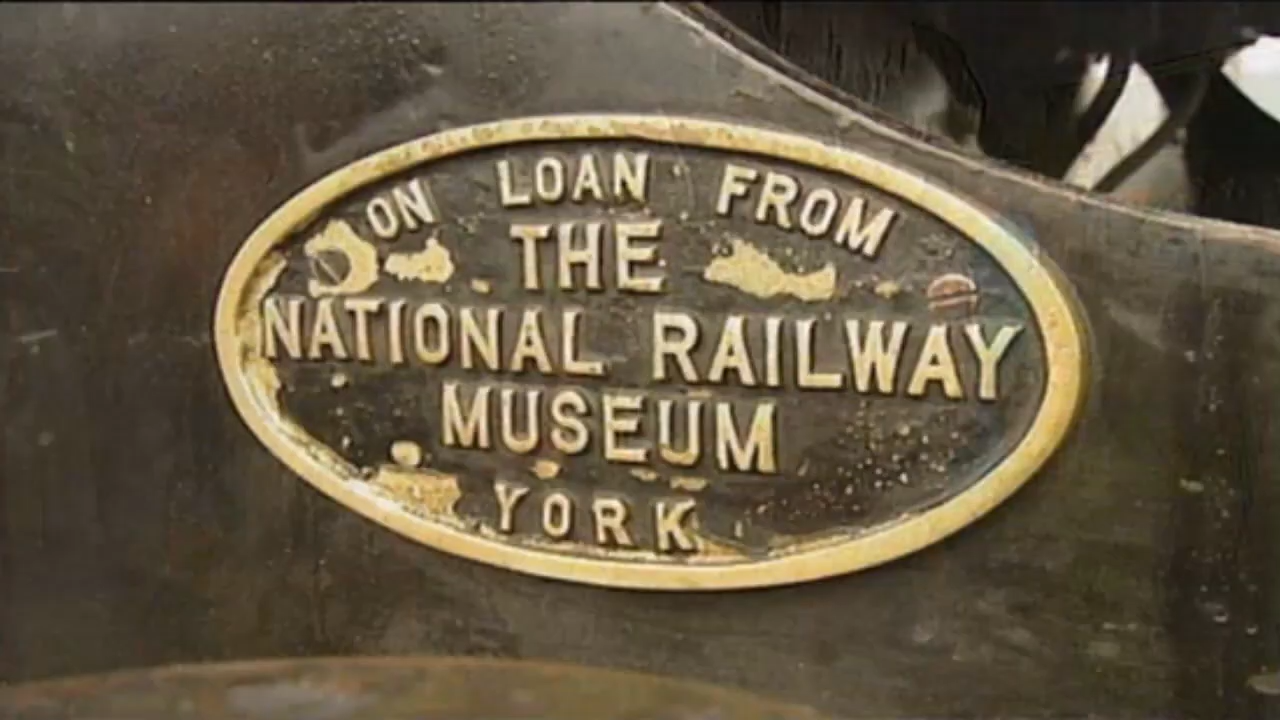 ON LOAN FROM
THE
NATIONAL RAILWAY
MUSEUM
YORK